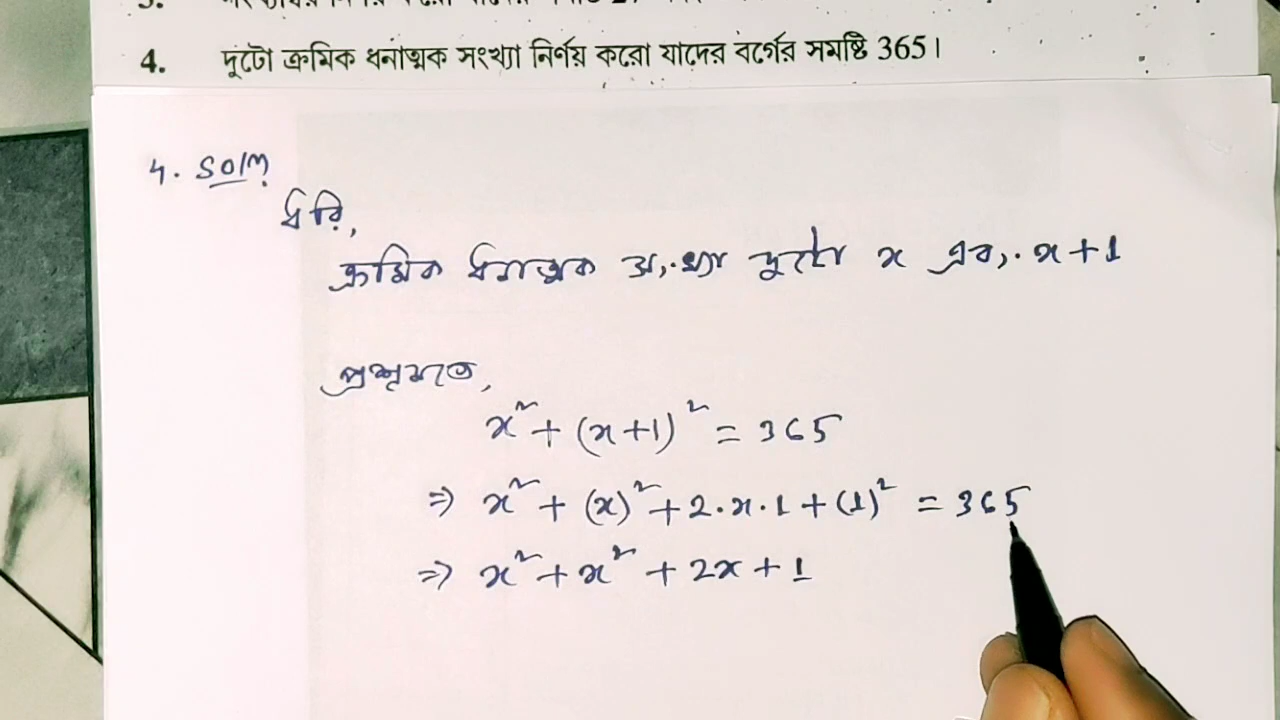 4. দুটো ক্রমিক ধনাত্মক সংখ্যা নির্ণয় করো যাদের বর্গের সমষ্টি 365।
4. Soln
ধরি,
ক্রমিক ধনাত্মক সংখ্যা দুটো x এবং x+1
প্রশ্নমতে,
x² + (x+1)² = 365
⇒ x² + (x)² + 2·x·1 + (1)² = 365
⇒ x² + x² + 2x + 1